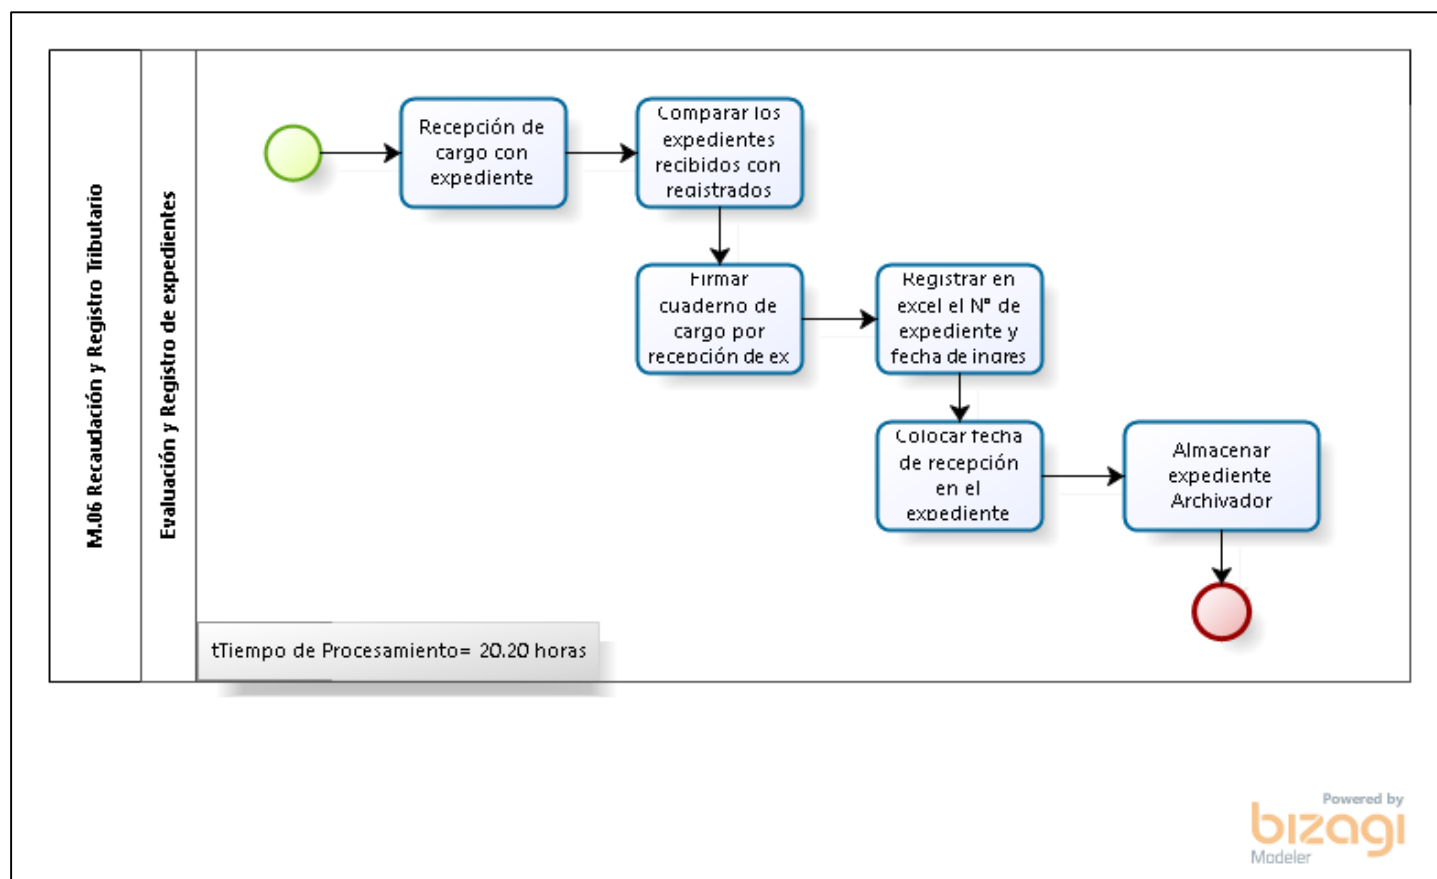 M.06 Recaudación y Registro Tributario
Evaluación y Registro de expedientes
Recepción de
cargo con
expediente
Comparar los
expedientes
recibidos con
registrados
Firmar
cuaderno de
cargo por
recepción de ex
Registrar en
excel el N° de
expediente y
fecha de ingres
Colocar fecha
de recepción
en el
expediente
Almacenar
expediente
Archivador
tTiempo de Procesamiento= 20.20 horas
Powered by
bizagi
Modeler